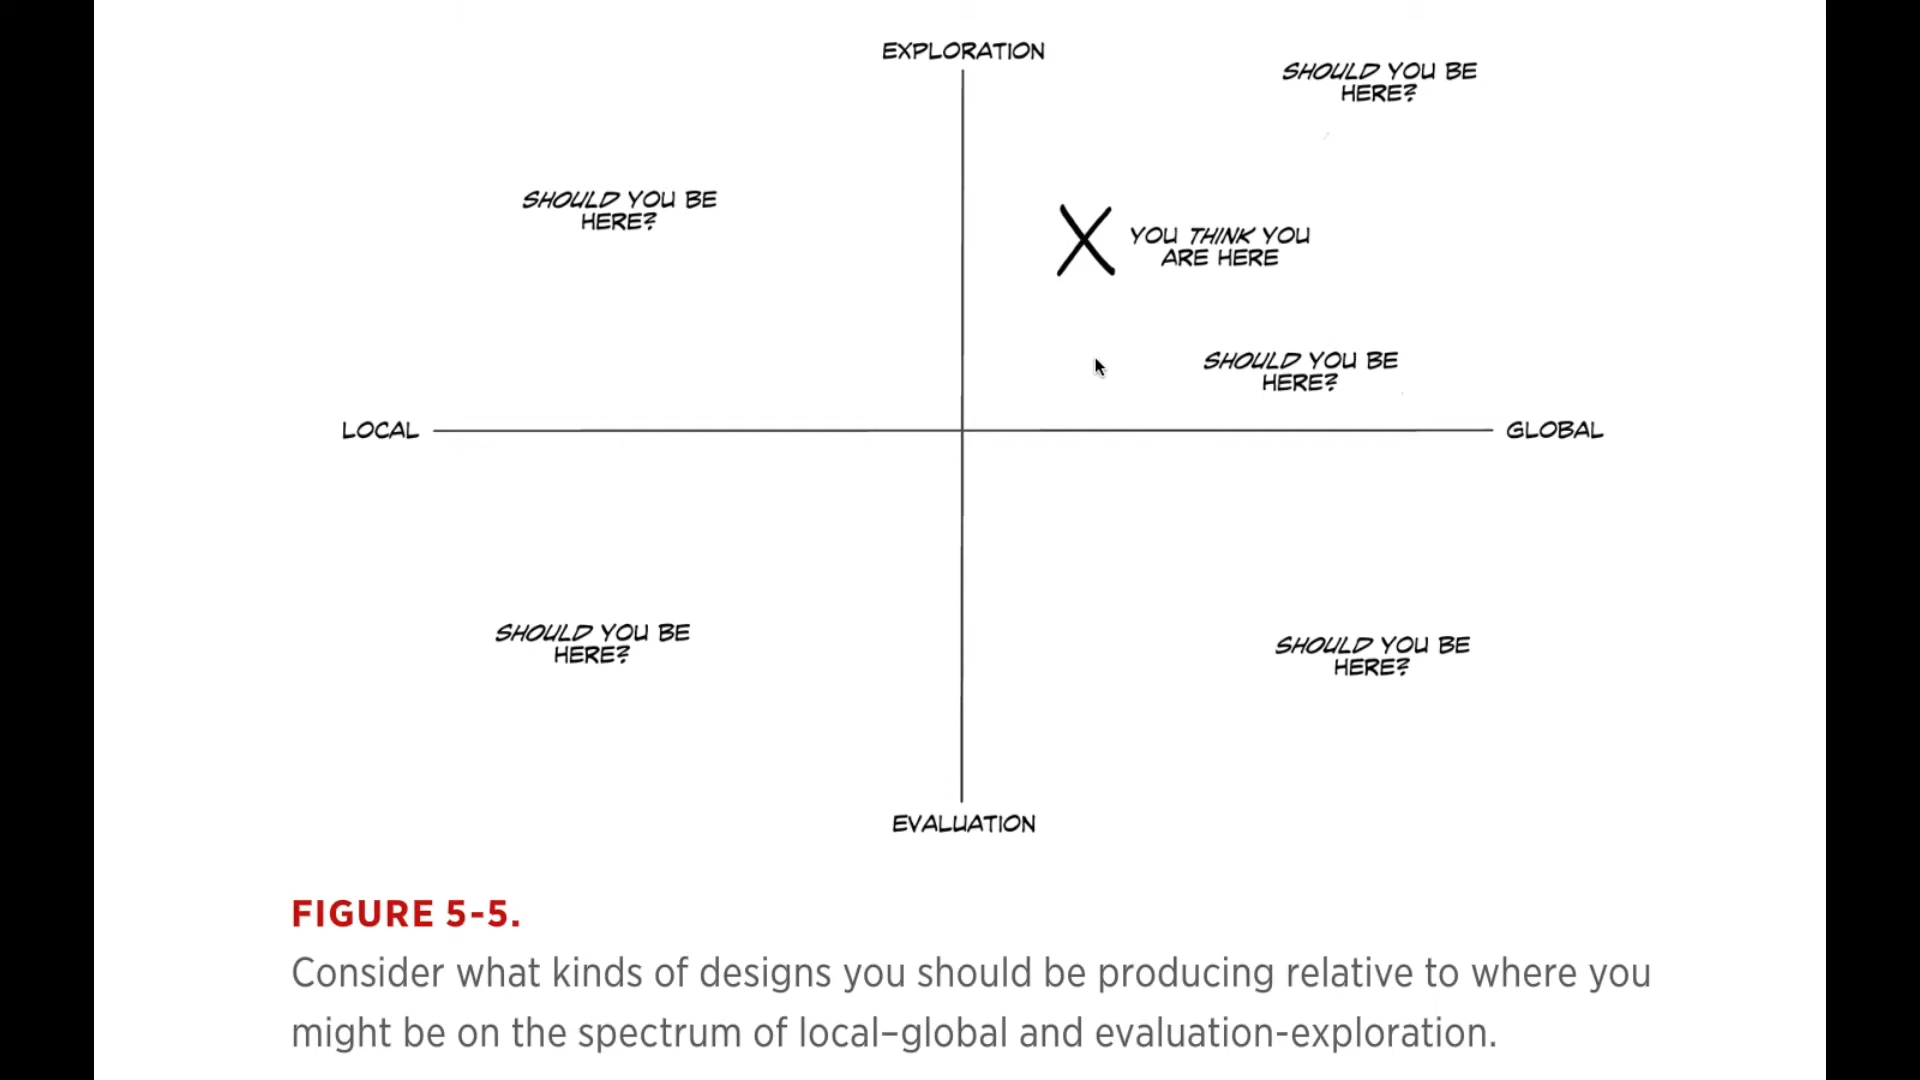 EXPLORATION
SHOULD YOU BE
HERE?
SHOULD YOU BE
HERE?
YOU THINK YOU
ARE HERE
SHOULD YOU BE
HERE?
LOCAL
GLOBAL
SHOULD YOU BE
HERE?
SHOULD YOU BE
HERE?
EVALUATION
FIGURE 5-5.
Consider what kinds of designs you should be producing relative to where you
might be on the spectrum of local–global and evaluation-exploration.